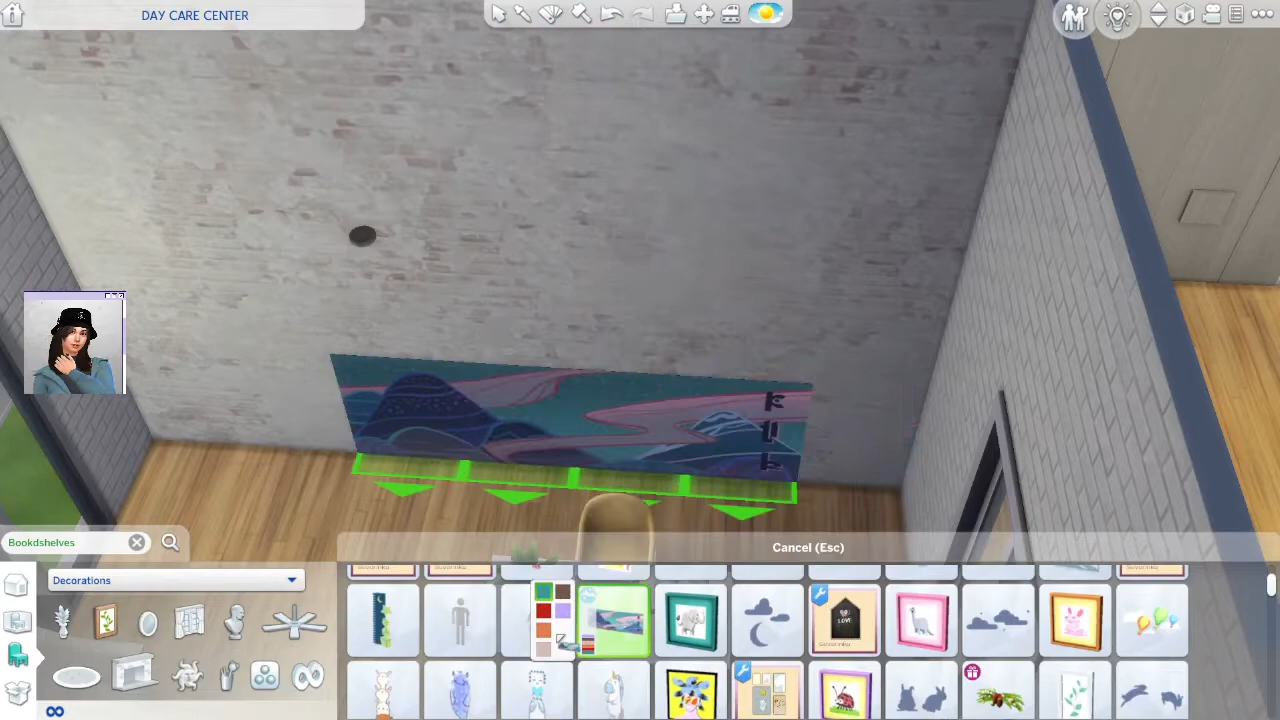 DAY CARE CENTER
Bookdshelves
Cancel (Esc)
Decorations
LOVE